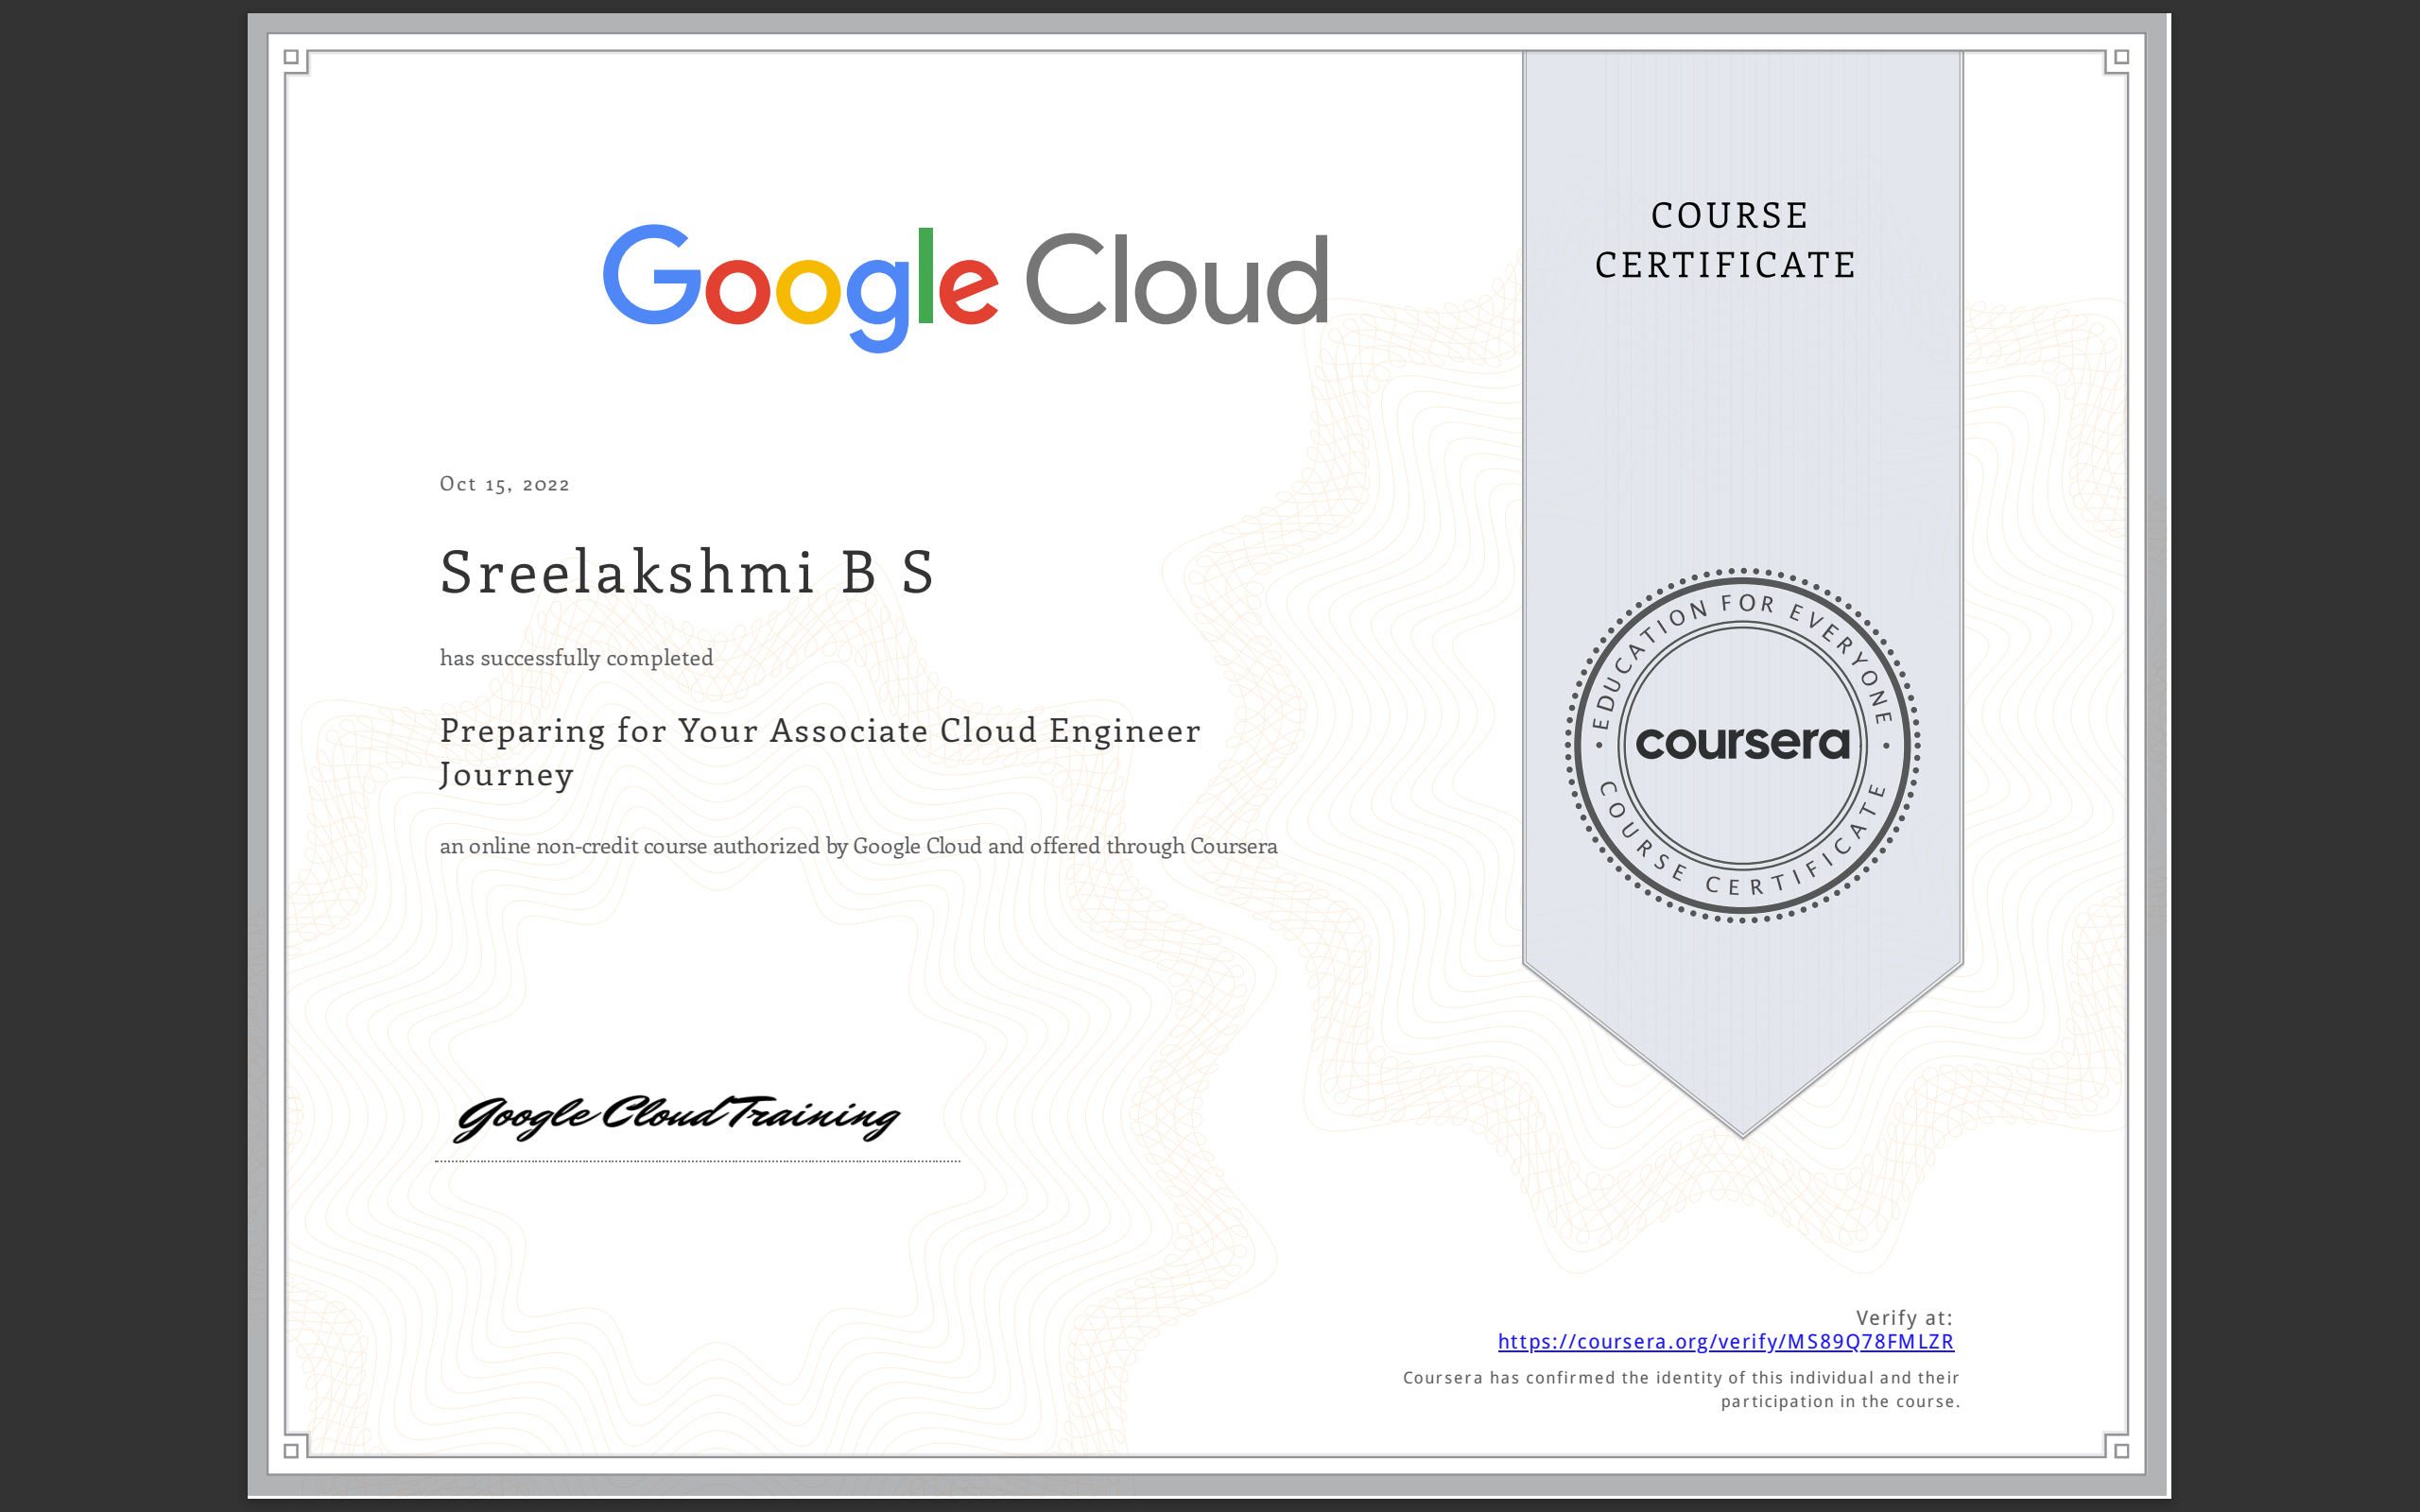 Google Cloud
COURSE
CERTIFICATE
Oct 15, 2022
Sreelakshmi B S
has successfully completed
Preparing for Your Associate Cloud Engineer
Journey
an online non-credit course authorized by Google Cloud and offered through Coursera
EDUCATION FOR EVERYONE
coursera
COURSE CERTIFICATE
Google Cloud Training
Verify at:
https://coursera.org/verify/MS89Q78FMLZR
Coursera has confirmed the identity of this individual and their
participation in the course.